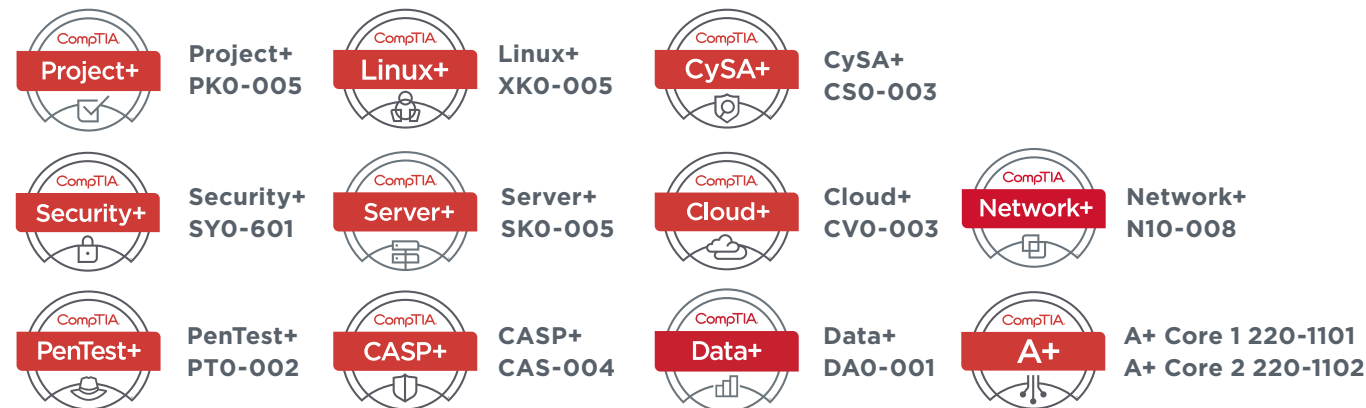 CompTIA.
Project+
Project+
PK0-005
CompTIA.
Linux+
Linux+
XK0-005
CompTIA.
CySA+
CySA+
CS0-003
CompTIA.
Security+
Security+
SY0-601
CompTIA.
Server+
Server+
SK0-005
CompTIA.
Cloud+
Cloud+
CV0-003
CompTIA.
Network+
Network+
N10-008
CompTIA.
PenTest+
PenTest+
PT0-002
CompTIA.
CASP+
CASP+
CAS-004
CompTIA.
Data+
Data+
DA0-001
CompTIA.
A+
A+ Core 1 220-1101
A+ Core 2 220-1102